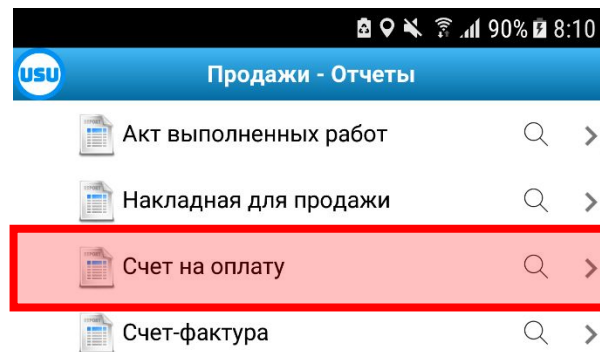 90% 8:10
USU Продажи - Отчеты
Акт выполненных работ
Накладная для продажи
Счет на оплату
Счет-фактура